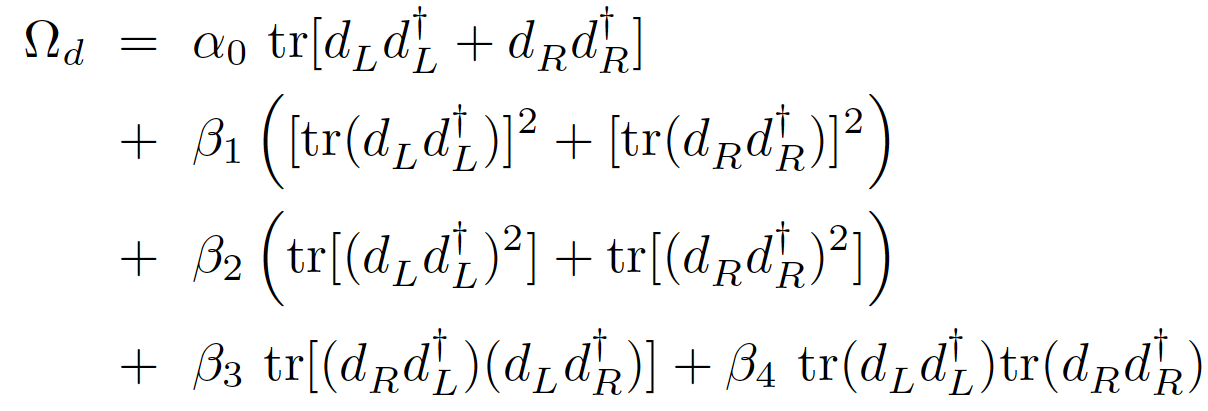 Ω_d = α_0 tr[d_L d_L^† + d_R d_R^†]
+ β_1 ([tr(d_L d_L^†)]^2 + [tr(d_R d_R^†)]^2)
+ β_2 (tr[(d_L d_L^†)^2] + tr[(d_R d_R^†)^2])
+ β_3 tr[(d_R d_L^†)(d_L d_R^†)] + β_4 tr(d_L d_L^†)tr(d_R d_R^†)